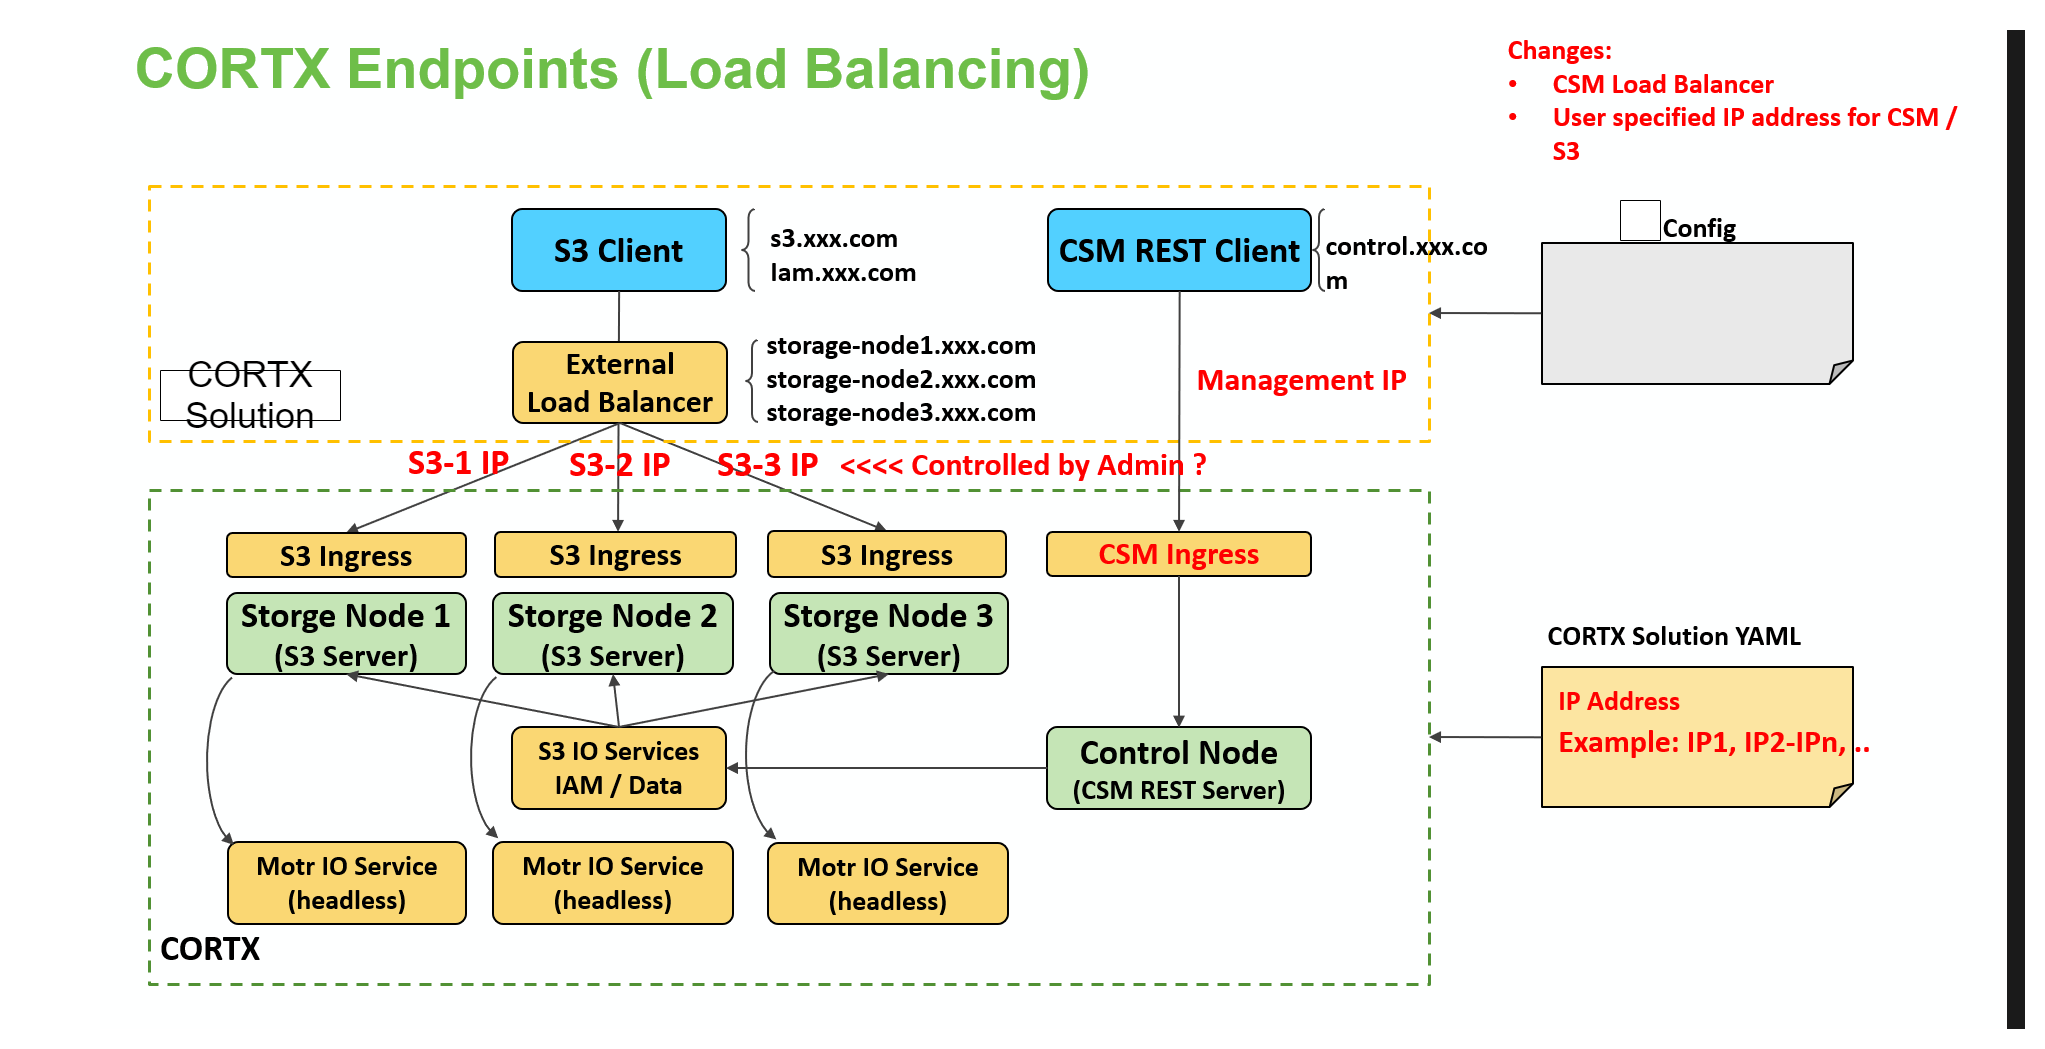 CORTX Endpoints (Load Balancing)
Changes:
• CSM Load Balancer
• User specified IP address for CSM /
S3
S3 Client
s3.xxx.com
Iam.xxx.com
CSM REST Client
control.xxx.co
m
Config
External
Load Balancer
storage-node1.xxx.com
storage-node2.xxx.com
storage-node3.xxx.com
Management IP
CORTX
Solution
S3-1 IP
S3-2 IP
S3-3 IP
<<<< Controlled by Admin ?
S3 Ingress
S3 Ingress
S3 Ingress
CSM Ingress
Storge Node 1
(S3 Server)
Storge Node 2
(S3 Server)
Storge Node 3
(S3 Server)
CORTX Solution YAML
IP Address
Example: IP1, IP2-IPn, ..
S3 IO Services
IAM / Data
Control Node
(CSM REST Server)
Motr IO Service
(headless)
Motr IO Service
(headless)
Motr IO Service
(headless)
CORTX